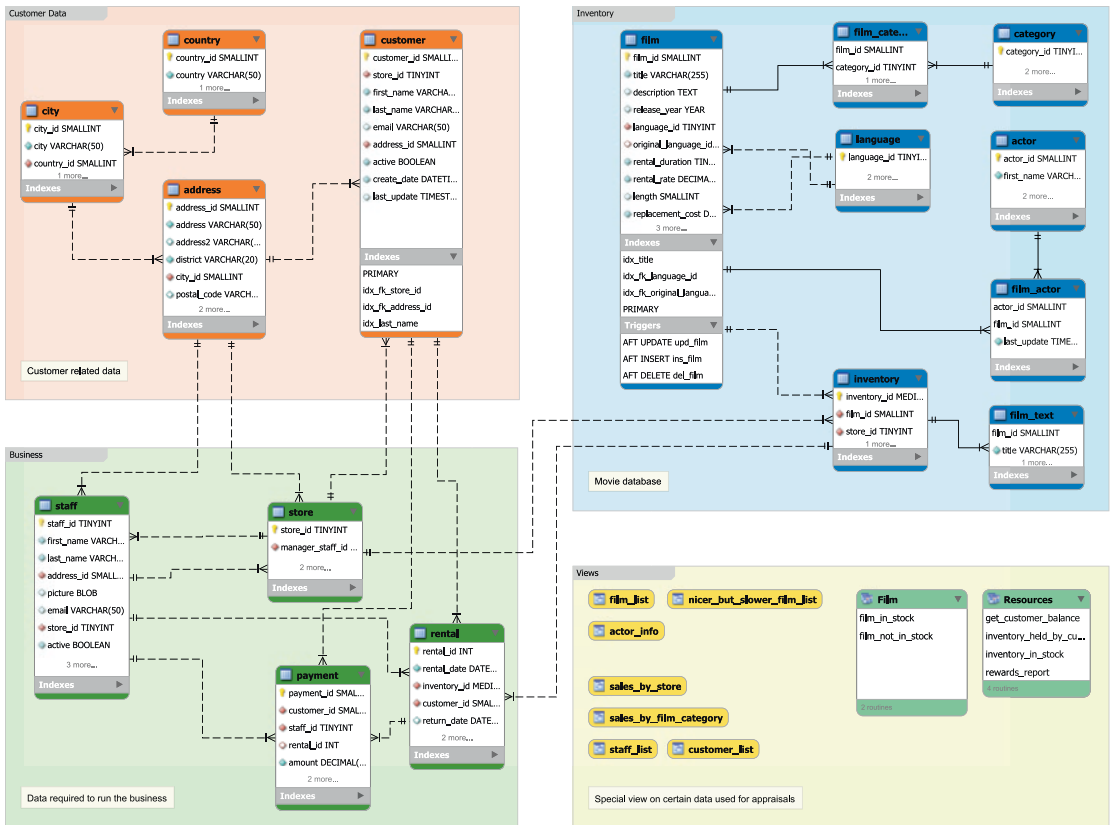 Customer Data
country
country_id SMALLINT
country VARCHAR(50)
1 more...
Indexes
city
city_id SMALLINT
city VARCHAR(50)
country_id SMALLINT
1 more...
Indexes
address
address_id SMALLINT
address VARCHAR(50)
address2 VARCHAR(...
district VARCHAR(20)
city_id SMALLINT
postal_code VARCH...
2 more...
Indexes
customer
customer_id SMALLI...
store_id TINYINT
first_name VARCHA...
last_name VARCHAR...
email VARCHAR(50)
address_id SMALLINT
active BOOLEAN
create_date DATETI...
last_update TIMEST...
Indexes
PRIMARY
idx_fk_store_id
idx_fk_address_id
idx_last_name
Customer related data
Inventory
film
film_id SMALLINT
title VARCHAR(255)
description TEXT
release_year YEAR
language_id TINYINT
original_language_id...
rental_duration TIN...
rental_rate DECIMA...
length SMALLINT
replacement_cost D...
3 more...
Indexes
idx_title
idx_fk_language_id
idx_fk_original_langua...
PRIMARY
Triggers
AFT UPDATE upd_film
AFT INSERT ins_film
AFT DELETE del_film
film_cate...
film_id SMALLINT
category_id TINYINT
1 more...
Indexes
category
category_id TINYI...
2 more...
Indexes
language
language_id TINYI...
2 more...
Indexes
actor
actor_id SMALLINT
first_name VARCH...
2 more...
Indexes
film_actor
actor_id SMALLINT
film_id SMALLINT
last_update TIME...
Indexes
inventory
inventory_id MEDI...
film_id SMALLINT
store_id TINYINT
1 more...
Indexes
film_text
film_id SMALLINT
title VARCHAR(255)
1 more...
Indexes
Movie database
Business
staff
staff_id TINYINT
first_name VARCH...
last_name VARCH...
address_id SMALL...
picture BLOB
email VARCHAR(50)
store_id TINYINT
active BOOLEAN
3 more...
Indexes
store
store_id TINYINT
manager_staff_id ...
2 more...
Indexes
payment
payment_id SMAL...
customer_id SMAL...
staff_id TINYINT
rental_id INT
amount DECIMAL(...
2 more...
Indexes
rental
rental_id INT
rental_date DATE...
inventory_id MEDI...
customer_id SMAL...
return_date DATE...
2 more...
Indexes
Data required to run the business
Views
film_list
nicer_but_slower_film_list
actor_info
sales_by_store
sales_by_film_category
staff_list
customer_list
Film
film_in_stock
film_not_in_stock
2 routines
Resources
get_customer_balance
inventory_held_by_cu...
inventory_in_stock
rewards_report
4 routines
Special view on certain data used for appraisals